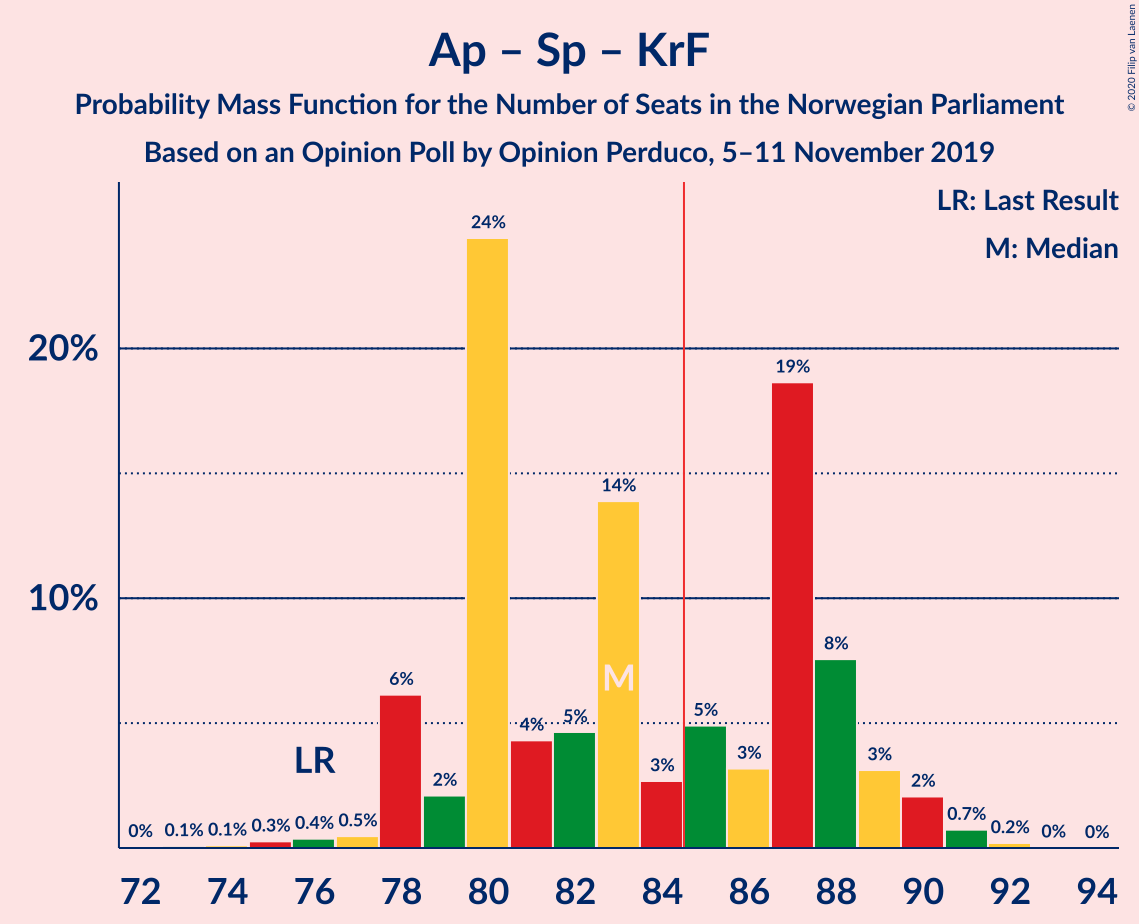 Ap – Sp – KrF
Probability Mass Function for the Number of Seats in the Norwegian Parliament
Based on an Opinion Poll by Opinion Perduco, 5–11 November 2019
© 2020 Filip van Laenen
LR: Last Result
M: Median
24%
20%
19%
14%
10%
8%
M
6%
5%
5%
4%
3%
3%
3%
LR
2%
2%
0%
0.1%
0.1%
0.3%
0.4%
0.5%
0.7%
0.2%
0%
0%
72 74 76 78 80 82 84 86 88 90 92 94